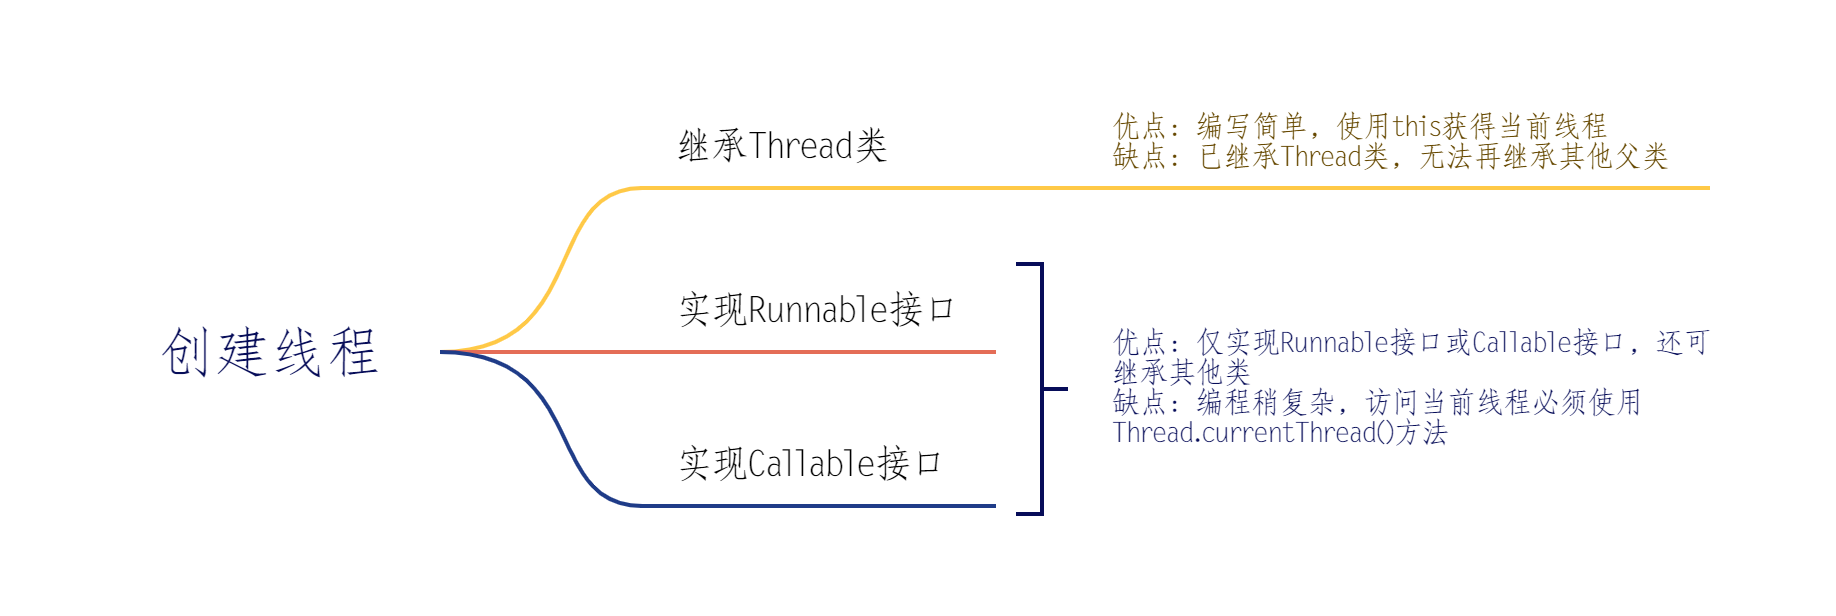 创建线程
继承Thread类
优点：编写简单，使用this获得当前线程
缺点：已继承Thread类，无法再继承其他父类
实现Runnable接口
实现Callable接口
优点：仅实现Runnable接口或Callable接口，还可
继承其他类
缺点：编程稍复杂，访问当前线程必须使用
Thread.currentThread()方法